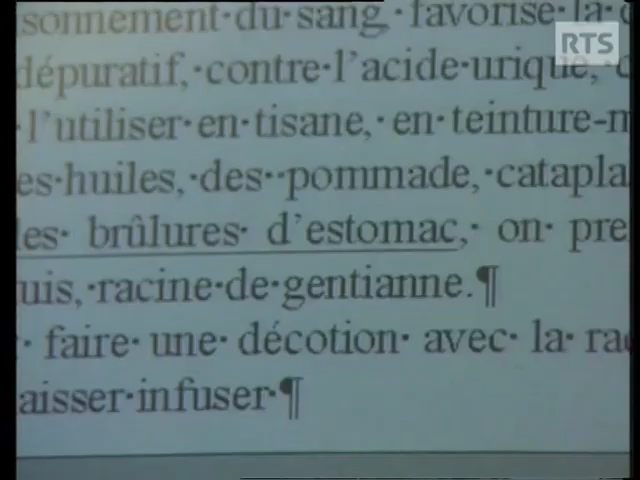 sonnement·du·sang,·favorise·la·
RTS
dépuratif,·contre·l'acide·urique,·
·l'utiliser·en·tisane,·en·teinture-m
es·huiles,·des··pommade,·catapla
les· brûlures· d'estomac,· on· pre
uis,·racine·de·gentianne.¶
· faire· une· décotion· avec· la· rac
aisser·infuser·¶